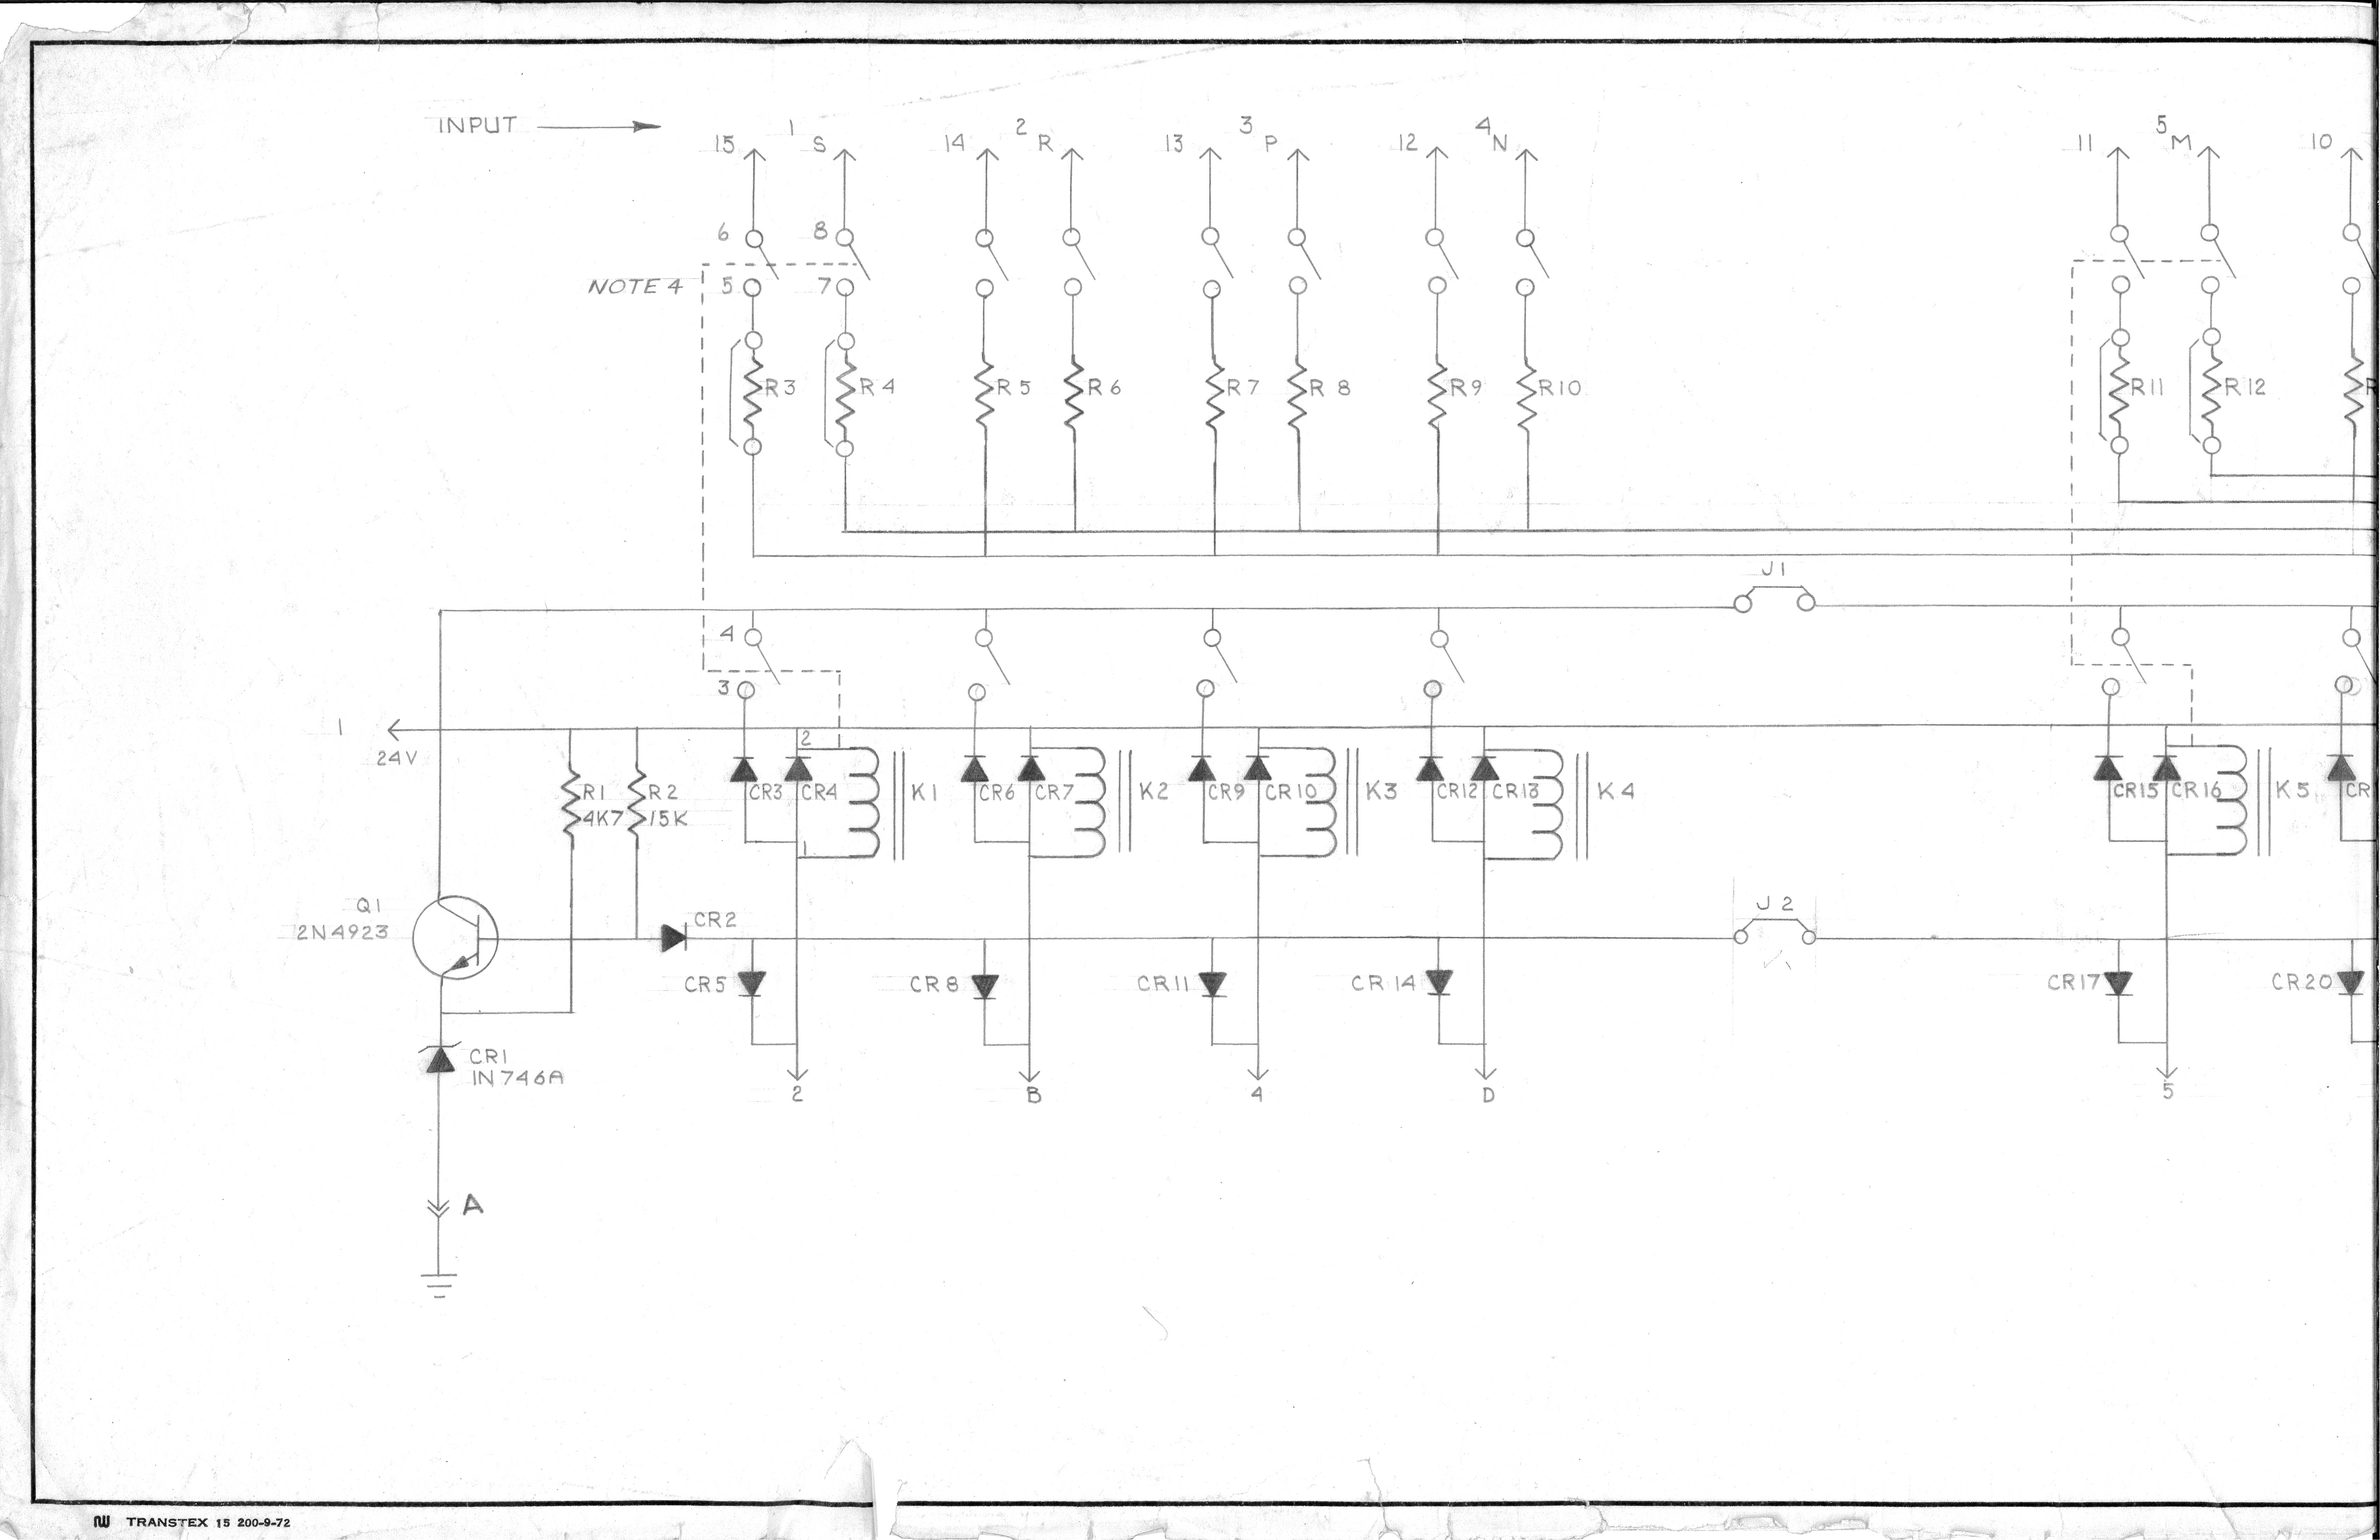 INPUT
15 1 S 14 2 R 13 3 P 12 4 N 11 5 M 10
6 8
NOTE 4 5 7
R3 R4 R5 R6 R7 R8 R9 R10 R11 R12
J1
4
3
1
24V
2
R1 R2 CR3 CR4 K1 CR6 CR7 K2 CR9 CR10 K3 CR12 CR13 K4 CR15 CR16 K5
4K7 15K
1
Q1
2N4923
CR2
J2
CR5 CR8 CR11 CR14 CR17 CR20
CR1
1N746A
2 B 4 D 5
A
TRANSTEX 15 200-9-72